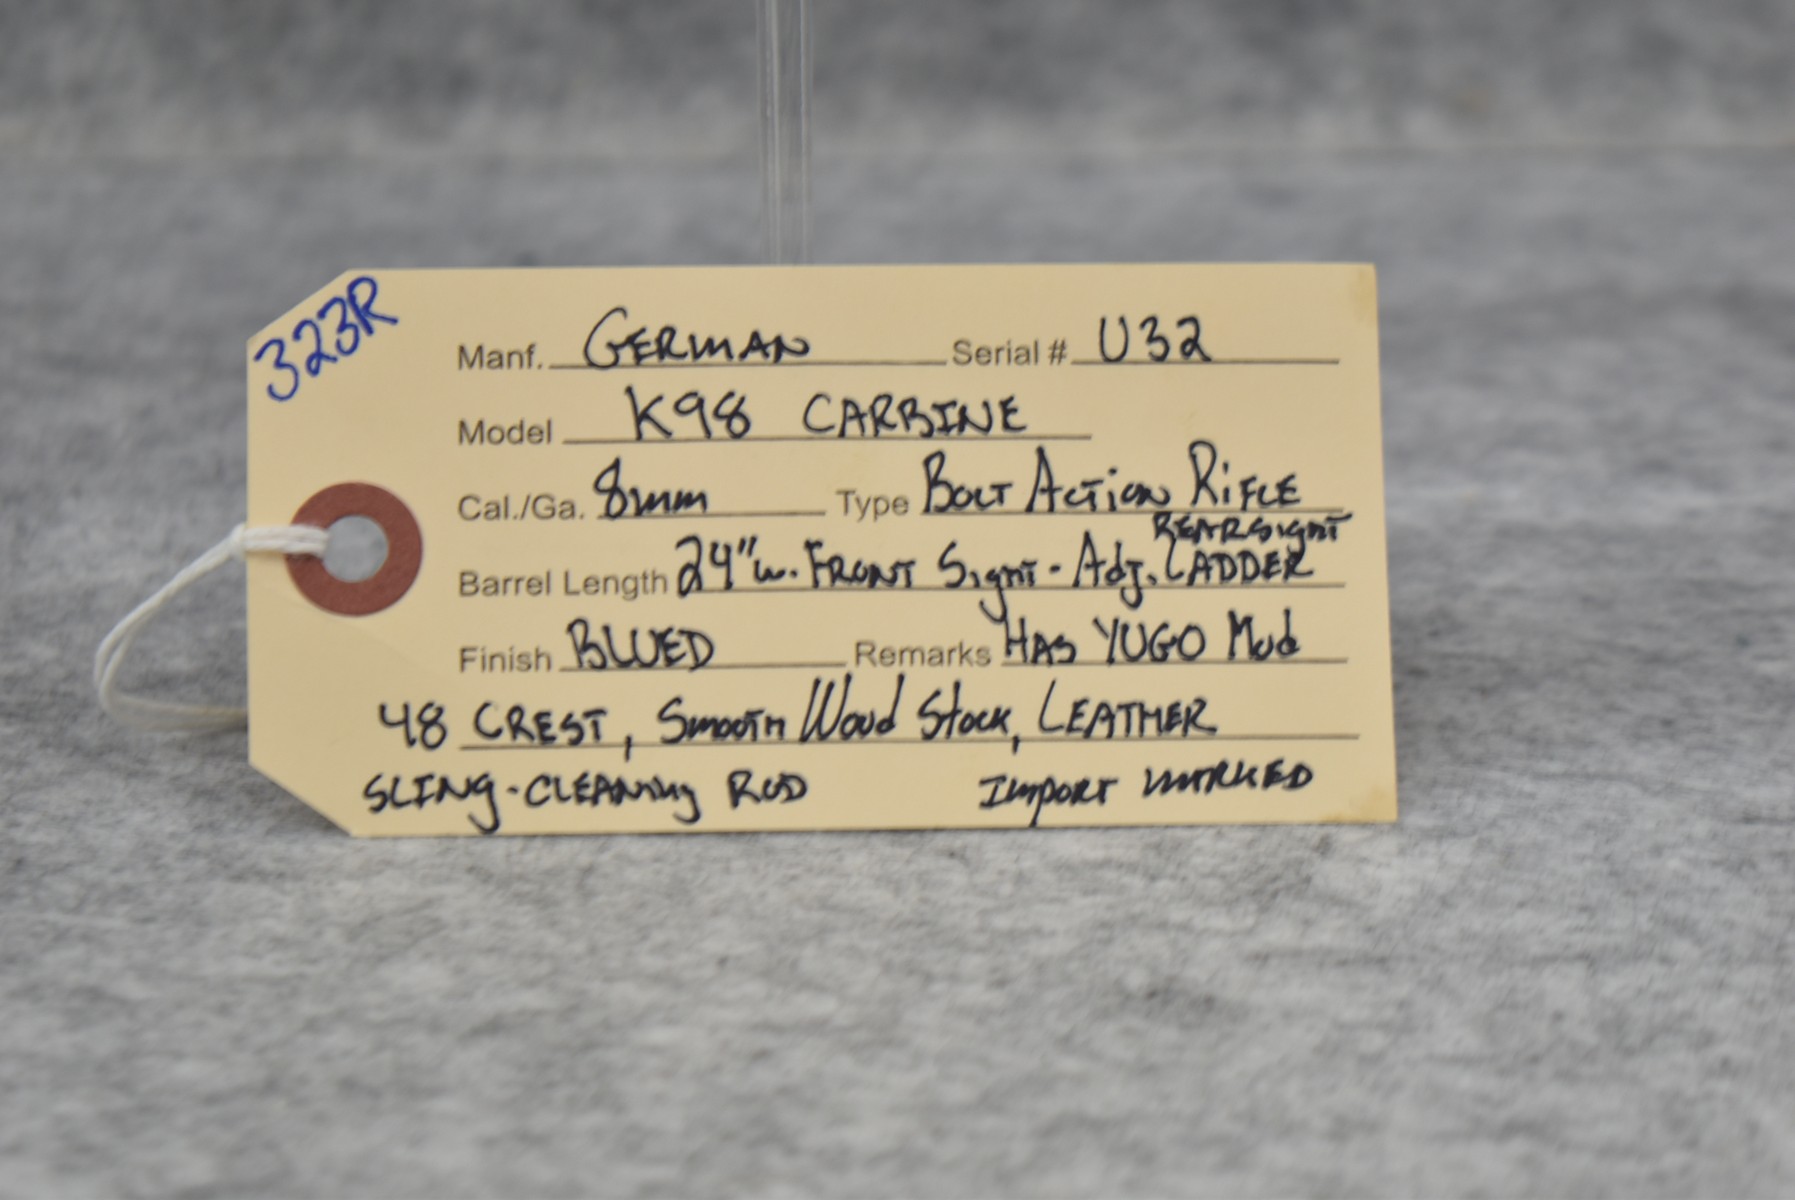 323R
Manf. GERMAN Serial # U32
Model K98 CARBINE
Cal./Ga. 8mm Type BOLT ACTION RIFLE
REAR Sight
Barrel Length 24" w. FRONT Sight - Adj. LADDER
Finish BLUED Remarks HAS YUGO Mod
48 CREST, Smooth Wood Stock, LEATHER
SLING - CLEANING ROD IMPORT MARKED